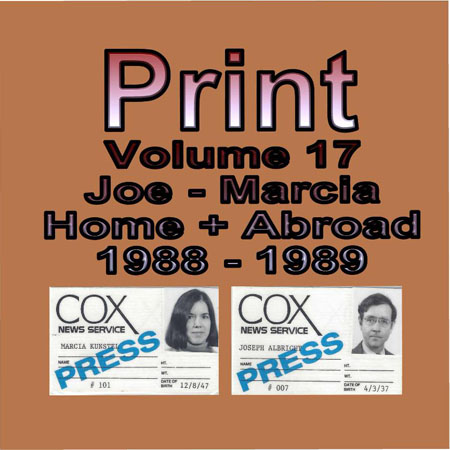 Print
Volume 17
Joe - Marcia
Home + Abroad
1988 - 1989
COX
NEWS SERVICE
MARCIA KUNSTEL
PRESS
NAME
HT.
WT.
# 101
DATE OF BIRTH 12/8/47
COX
NEWS SERVICE
JOSEPH ALBRIGHT
PRESS
NAME
HT.
WT.
# 007
DATE OF BIRTH 4/3/37